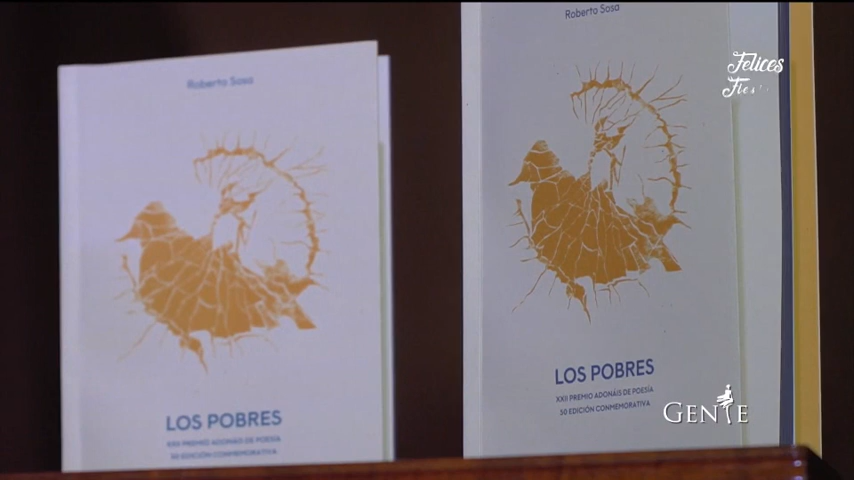 Roberto Sosa
LOS POBRES
XXII PREMIO ADONÁIS DE POESÍA
50 EDICIÓN CONMEMORATIVA
Roberto Sosa
LOS POBRES
XXII PREMIO ADONÁIS DE POESÍA
50 EDICIÓN CONMEMORATIVA
Felices
GENTE